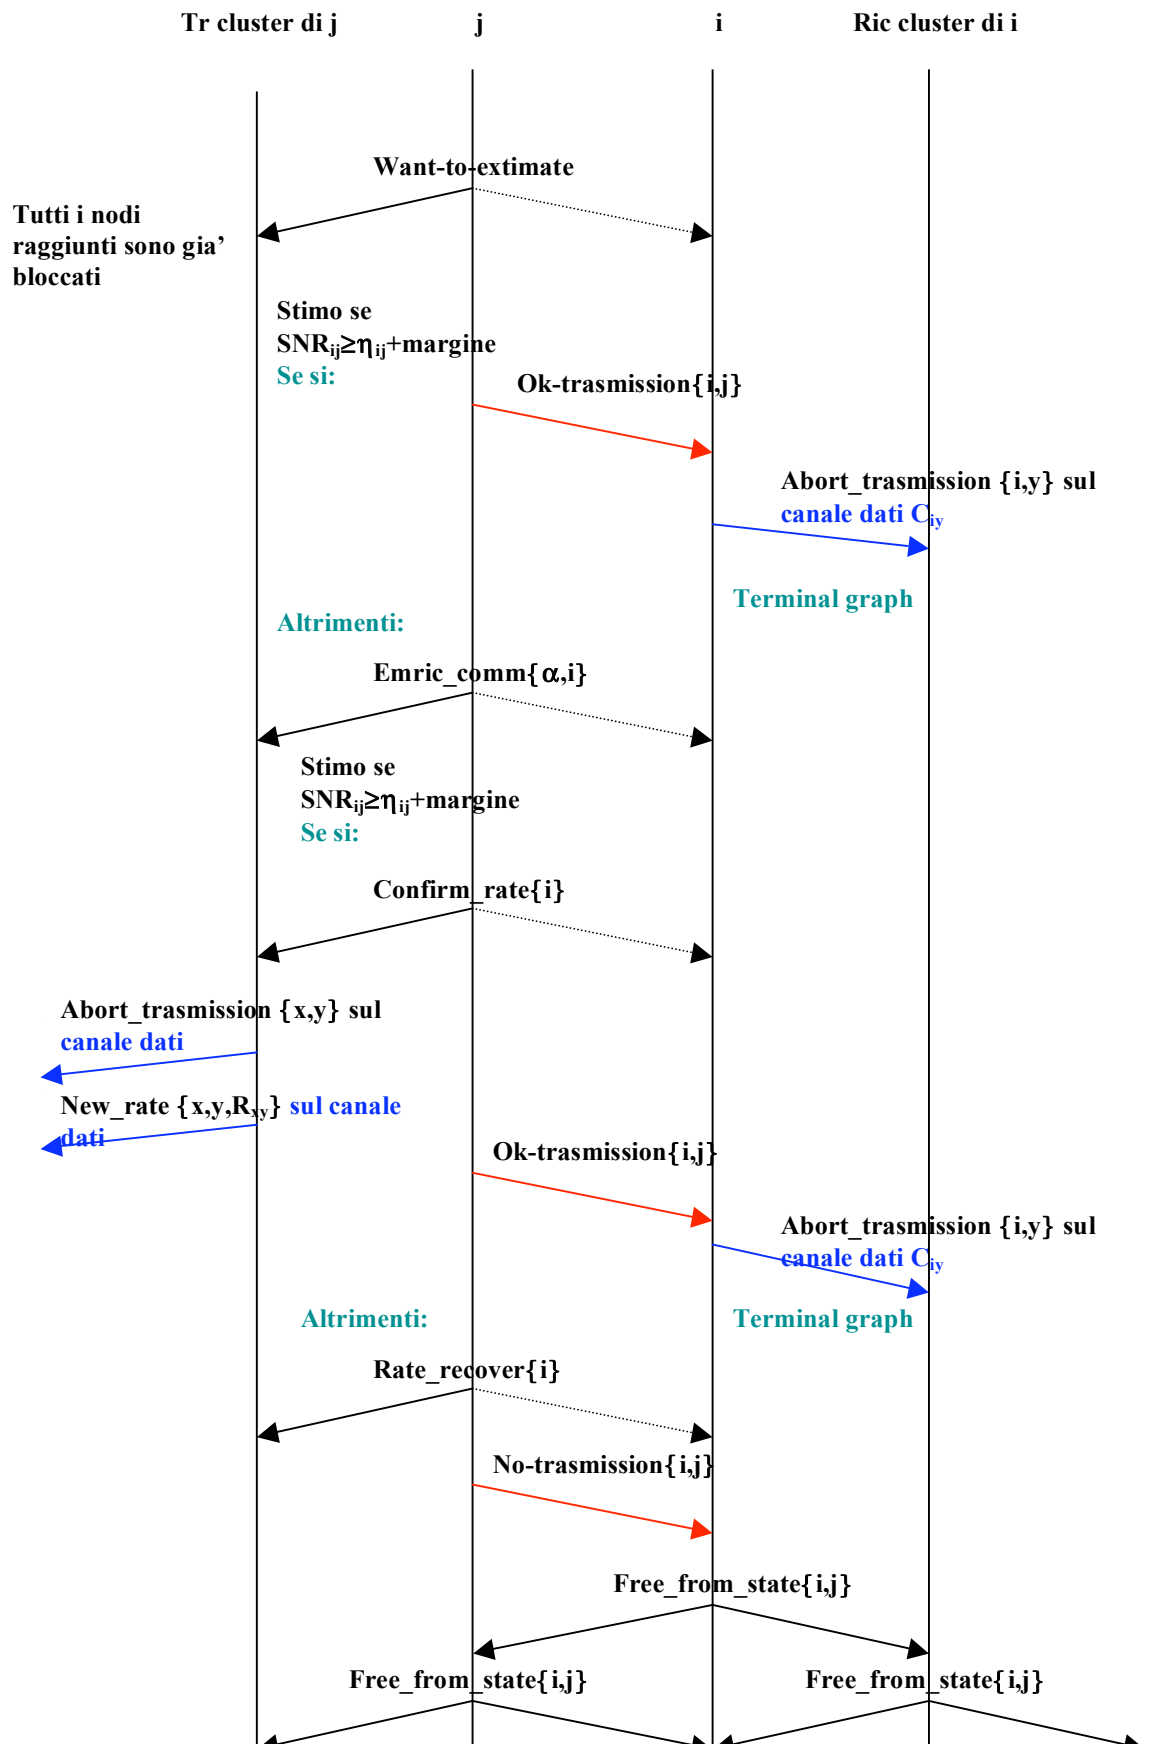 Tr cluster di j
j
i
Ric cluster di i
Want-to-extimate
Tutti i nodi
raggiunti sono gia'
bloccati
Stimo se
SNRij≥ηij+margine
Se si:
Ok-trasmission{i,j}
Abort_trasmission {i,y} sul
canale dati Ciy
Terminal graph
Altrimenti:
Emric_comm{α,i}
Stimo se
SNRij≥ηij+margine
Se si:
Confirm_rate{i}
Abort_trasmission {x,y} sul
canale dati
New_rate {x,y,Rxy} sul canale
dati
Ok-trasmission{i,j}
Abort_trasmission {i,y} sul
canale dati Ciy
Altrimenti:
Terminal graph
Rate_recover{i}
No-trasmission{i,j}
Free_from_state{i,j}
Free_from_state{i,j}
Free_from_state{i,j}